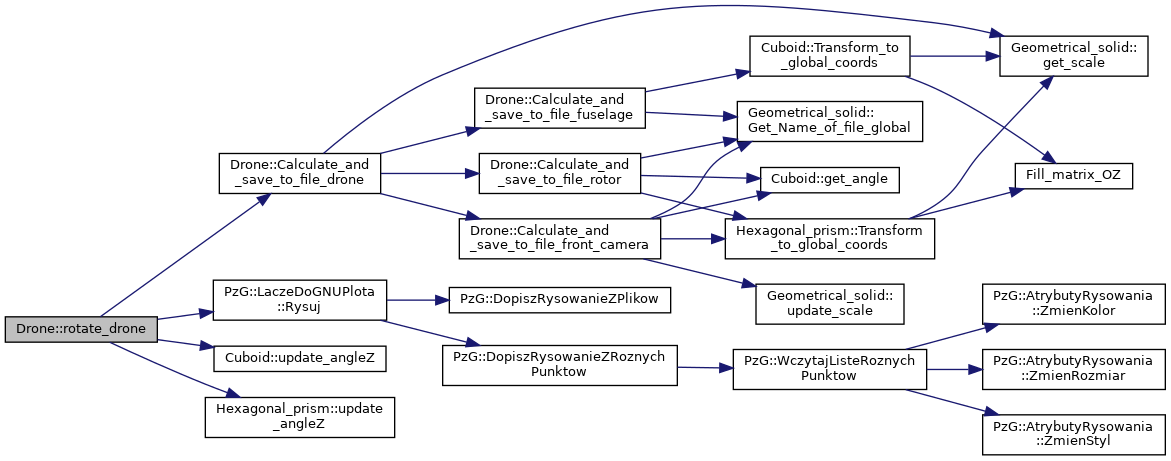 Drone::rotate_drone
Drone::Calculate_and
_save_to_file_drone
PzG::LaczeDoGNUPlota
::Rysuj
Cuboid::update_angleZ
Hexagonal_prism::update
_angleZ
Drone::Calculate_and
_save_to_file_fuselage
Drone::Calculate_and
_save_to_file_rotor
Drone::Calculate_and
_save_to_file_front_camera
PzG::DopiszRysowanieZPlikow
PzG::DopiszRysowanieZRoznych
Punktow
Cuboid::Transform_to
_global_coords
Geometrical_solid::
Get_Name_of_file_global
Cuboid::get_angle
Hexagonal_prism::Transform
_to_global_coords
Geometrical_solid::
update_scale
PzG::WczytajListeRoznych
Punktow
Geometrical_solid::
get_scale
Fill_matrix_OZ
PzG::AtrybutyRysowania
::ZmienKolor
PzG::AtrybutyRysowania
::ZmienRozmiar
PzG::AtrybutyRysowania
::ZmienStyl